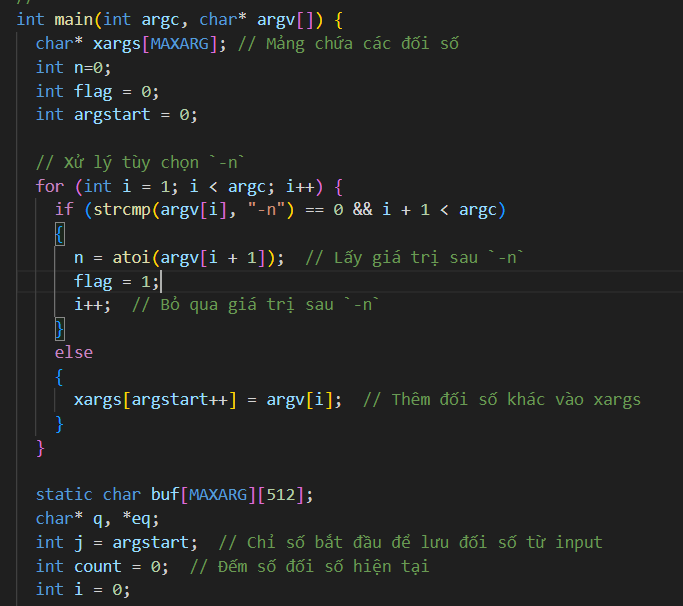 int main(int argc, char* argv[]) {
char* xargs[MAXARG]; // Mảng chứa các đối số
int n=0;
int flag = 0;
int argstart = 0;
// Xử lý tùy chọn `-n`
for (int i = 1; i < argc; i++) {
if (strcmp(argv[i], "-n") == 0 && i + 1 < argc)
{
n = atoi(argv[i + 1]);  // Lấy giá trị sau `-n`
flag = 1;
i++;  // Bỏ qua giá trị sau `-n`
}
else
{
xargs[argstart++] = argv[i];  // Thêm đối số khác vào xargs
}
}
static char buf[MAXARG][512];
char* q, *eq;
int j = argstart;  // Chỉ số bắt đầu để lưu đối số từ input
int count = 0;  // Đếm số đối số hiện tại
int i = 0;